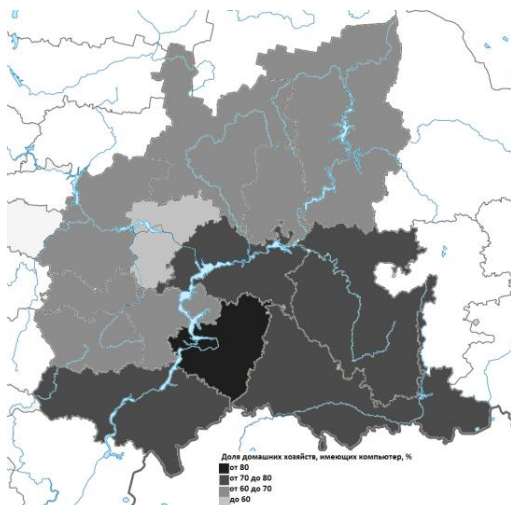 Доля домашних хозяйств, имеющих компьютер, %
от 80
от 70 до 80
от 60 до 70
до 60